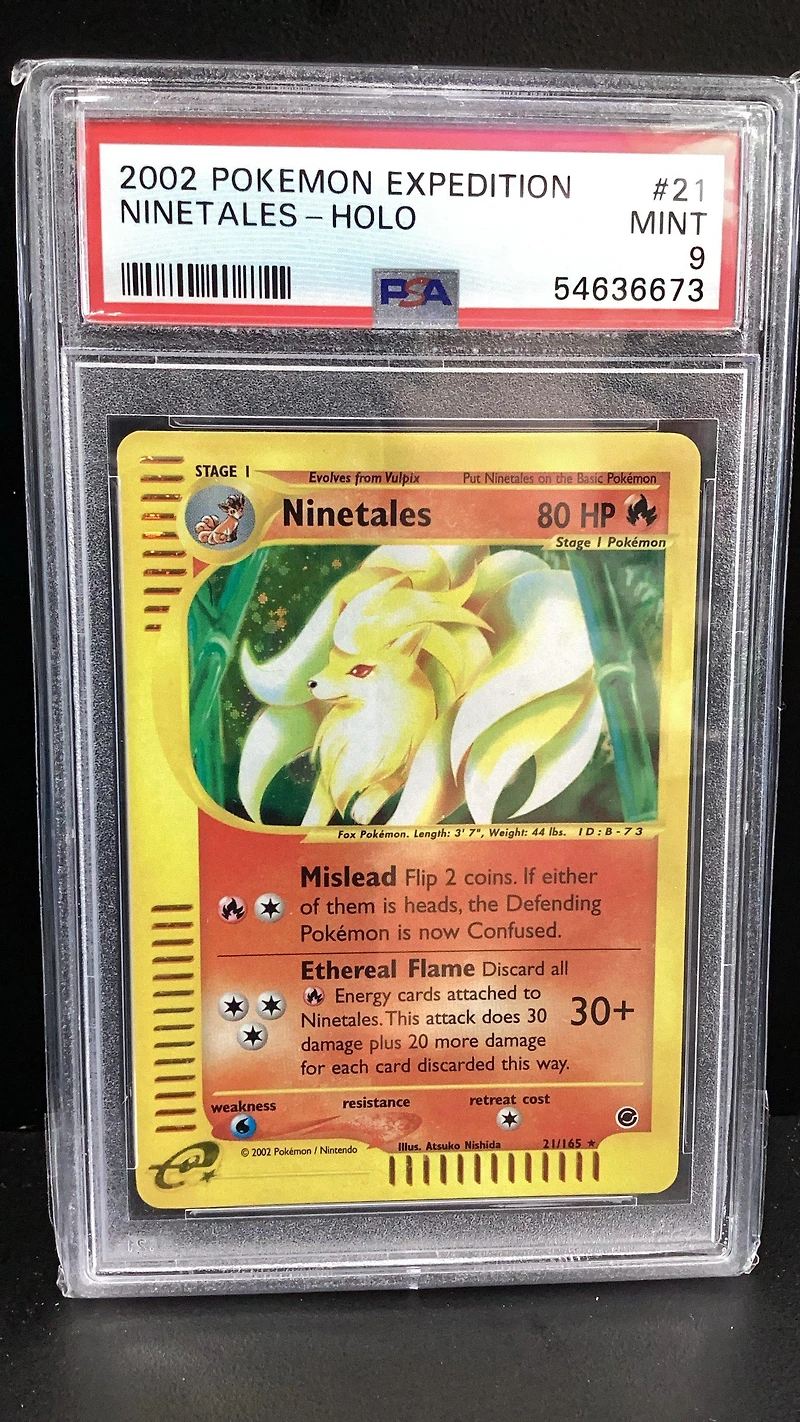 2002 POKEMON EXPEDITION #21
NINETALES – HOLO MINT
9
PSA 54636673
STAGE 1 Evolves from Vulpix Put Ninetales on the Basic Pokémon
Ninetales 80 HP
Stage 1 Pokémon
Fox Pokémon. Length: 3' 7", Weight: 44 lbs. ID:B-73
Mislead Flip 2 coins. If either
of them is heads, the Defending
Pokémon is now Confused.
Ethereal Flame Discard all
Energy cards attached to
Ninetales. This attack does 30 30+
damage plus 20 more damage
for each card discarded this way.
weakness resistance retreat cost
© 2002 Pokémon / Nintendo Illus. Atsuko Nishida 21/165 ★
e